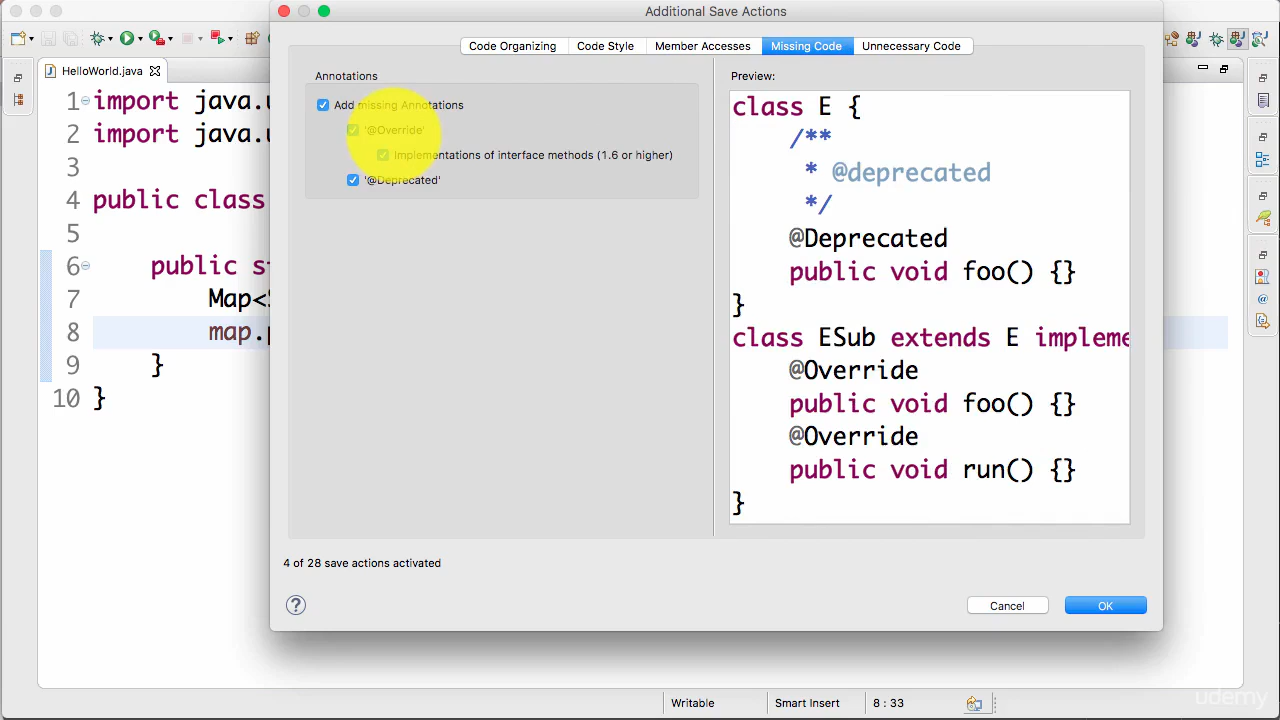 Additional Save Actions
HelloWorld.java
1 import java.u
2 import java.u
3
4 public class
5
6 public st
7 Map<S
8 map.p
9 }
10 }
Code Organizing
Code Style
Member Accesses
Missing Code
Unnecessary Code
Annotations
Add missing Annotations
'@Override'
Implementations of interface methods (1.6 or higher)
'@Deprecated'
Preview:
class E {
/**
* @deprecated
*/
@Deprecated
public void foo() {}
}
class ESub extends E impleme
@Override
public void foo() {}
@Override
public void run() {}
}
4 of 28 save actions activated
?
Cancel
OK
Writable
Smart Insert
8 : 33
udemy